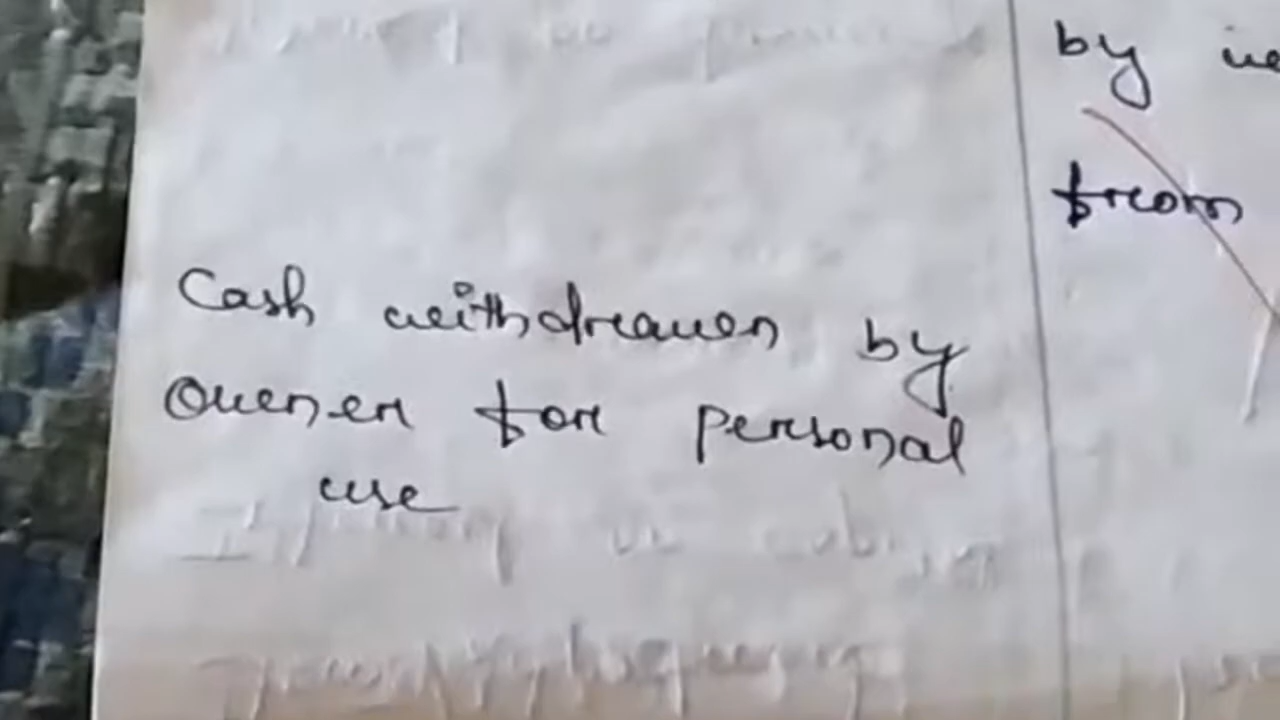 Cash withdrawn by
Owner for personal
use
by
from